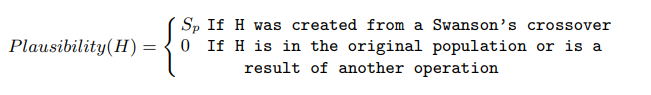 S_p If H was created from a Swanson's crossover
Plausibility(H) = { 0 If H is in the original population or is a
result of another operation